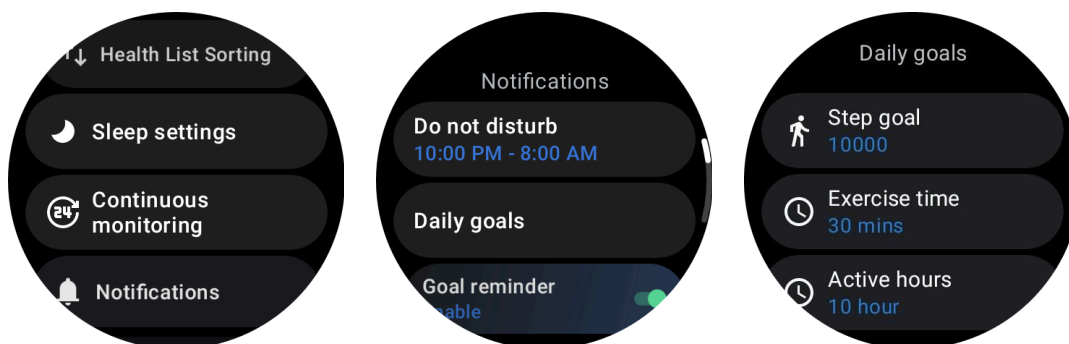 Health List Sorting
Sleep settings
24
Continuous
monitoring
Notifications
Notifications
Do not disturb
10:00 PM - 8:00 AM
Daily goals
Goal reminder
Daily goals
Step goal
10000
Exercise time
30 mins
Active hours
10 hour